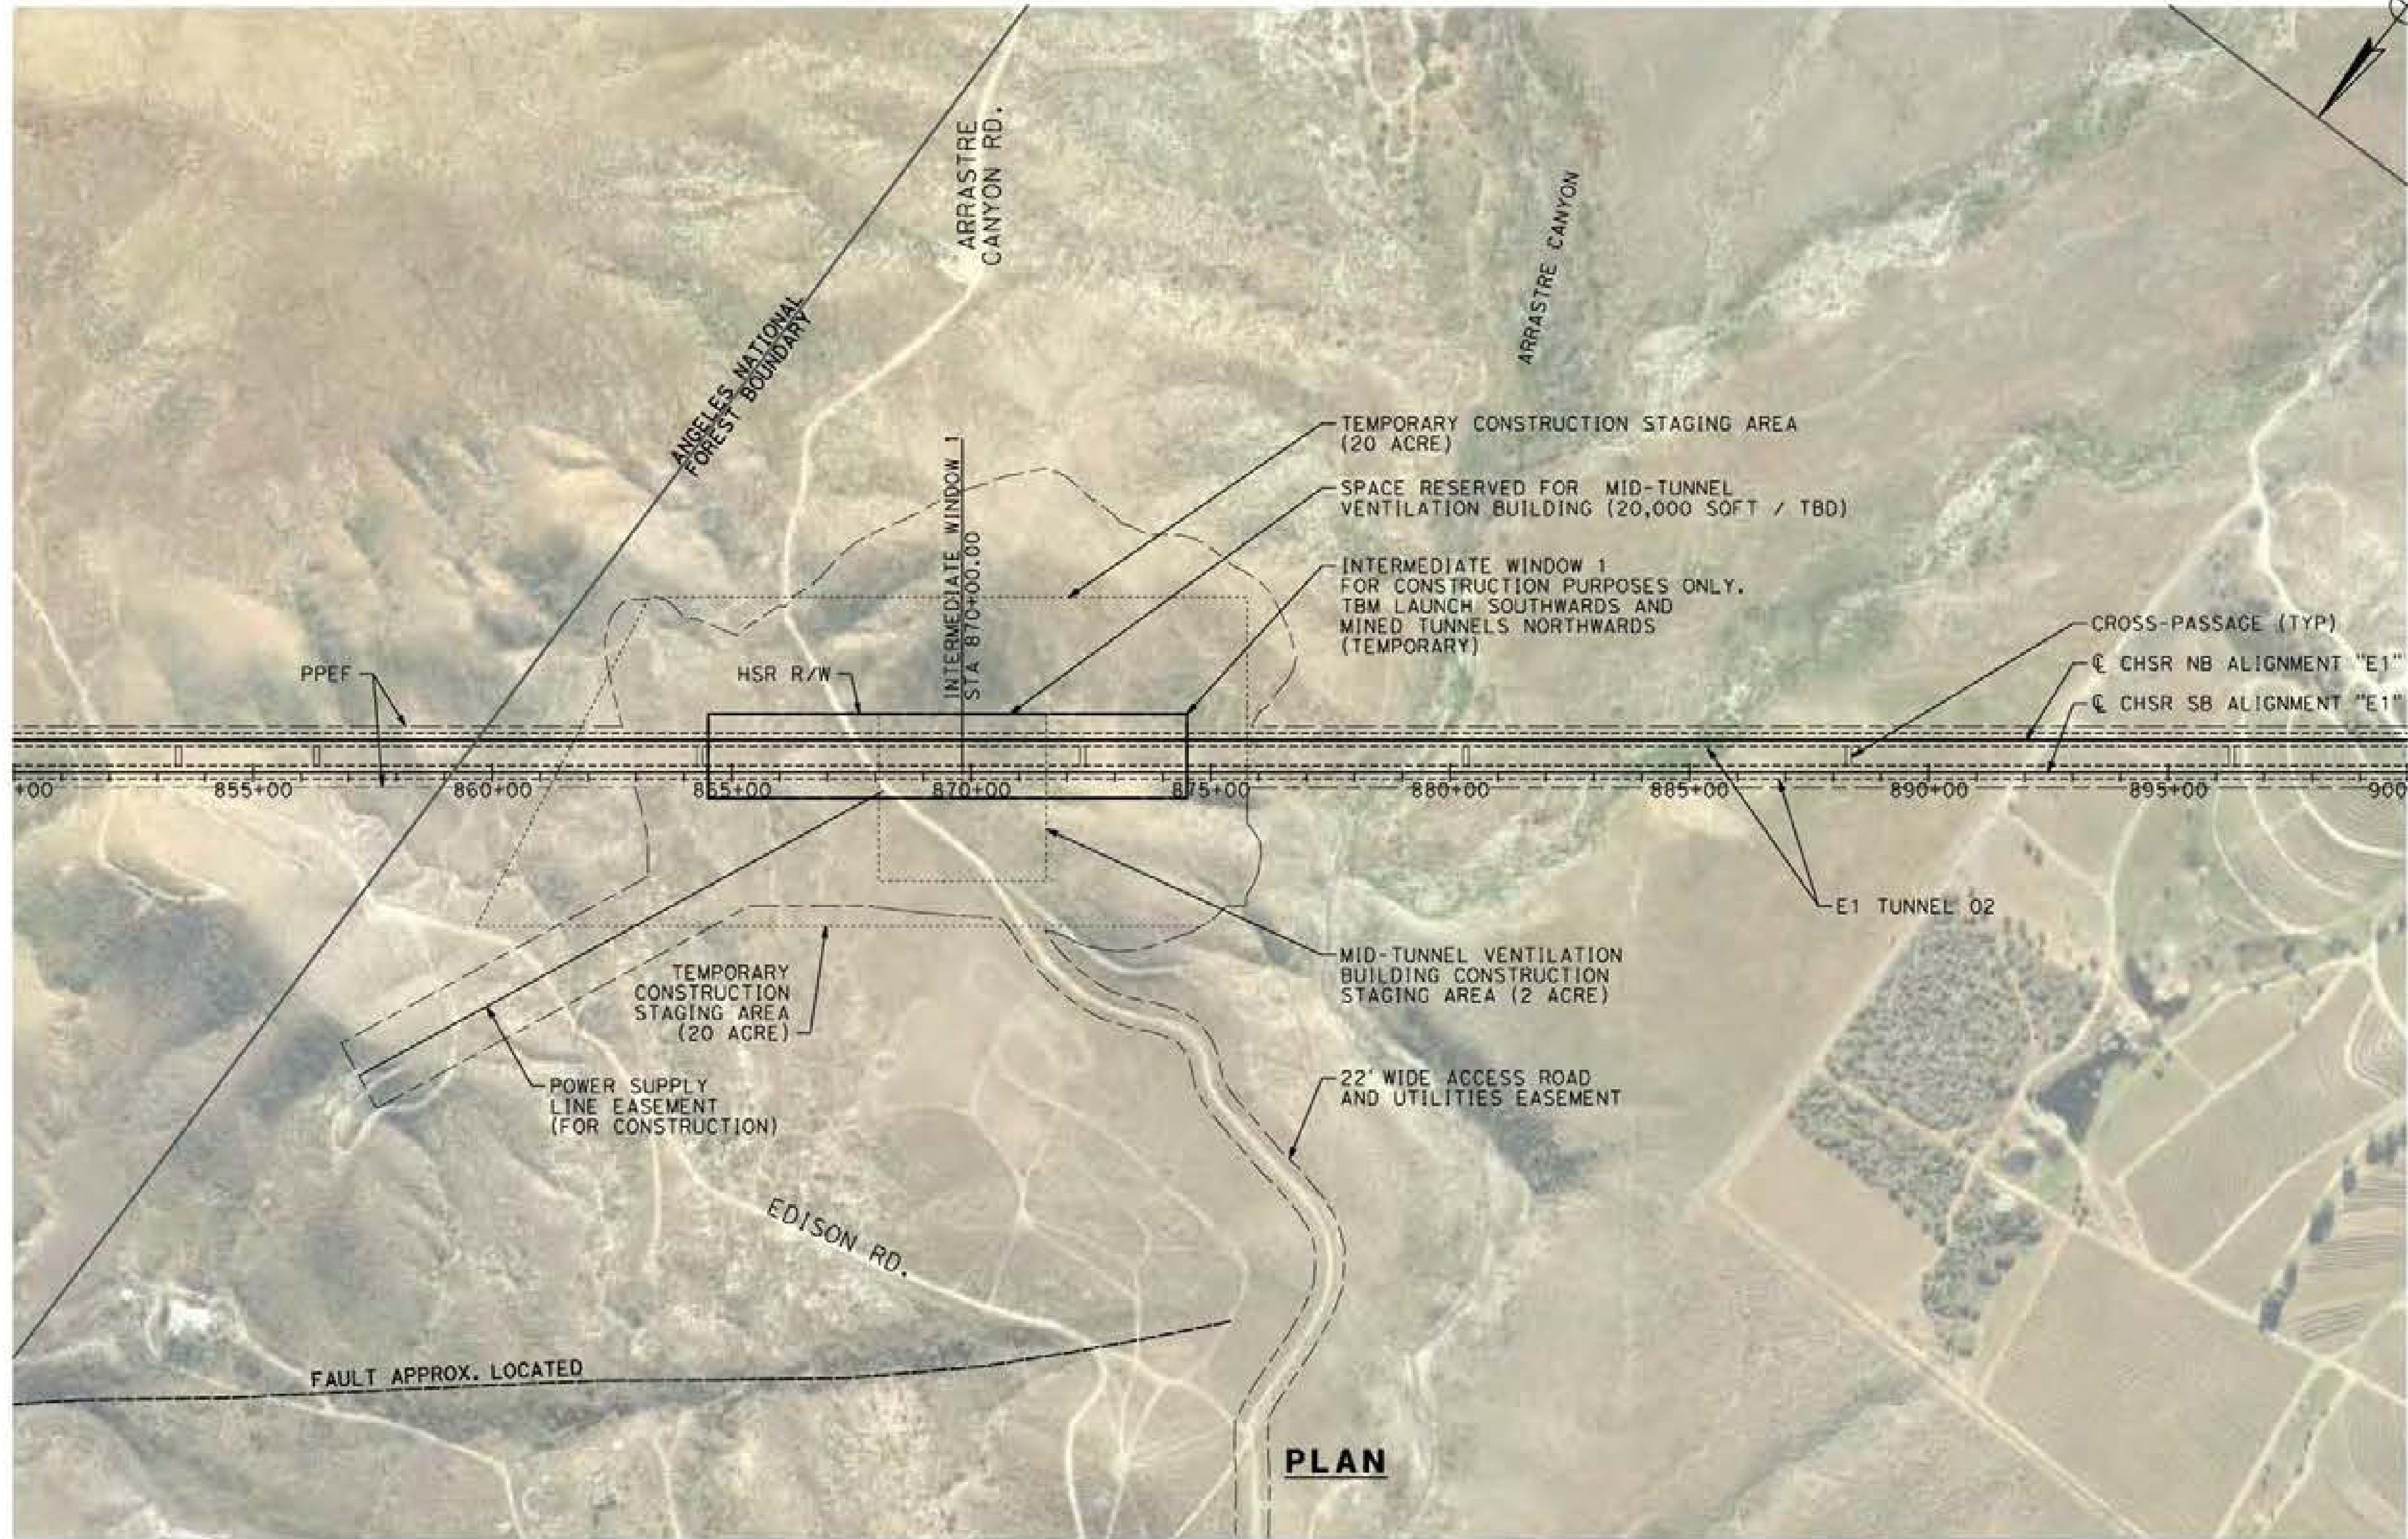 ARRASTRE
CANYON RD.
ARRASTRE CANYON
ANGELES NATIONAL
FOREST BOUNDARY
INTERMEDIATE WINDOW 1
STA 870+00.00
TEMPORARY CONSTRUCTION STAGING AREA
(20 ACRE)
SPACE RESERVED FOR MID-TUNNEL
VENTILATION BUILDING (20,000 SQFT / TBD)
INTERMEDIATE WINDOW 1
FOR CONSTRUCTION PURPOSES ONLY.
TBM LAUNCH SOUTHWARDS AND
MINED TUNNELS NORTHWARDS
(TEMPORARY)
CROSS-PASSAGE (TYP)
℄ CHSR NB ALIGNMENT "E1"
℄ CHSR SB ALIGNMENT "E1"
PPEF
HSR R/W
+00 855+00 860+00 865+00 870+00 875+00 880+00 885+00 890+00 895+00 900
E1 TUNNEL 02
TEMPORARY
CONSTRUCTION
STAGING AREA
(20 ACRE)
MID-TUNNEL VENTILATION
BUILDING CONSTRUCTION
STAGING AREA (2 ACRE)
POWER SUPPLY
LINE EASEMENT
(FOR CONSTRUCTION)
22' WIDE ACCESS ROAD
AND UTILITIES EASEMENT
EDISON RD.
FAULT APPROX. LOCATED
PLAN